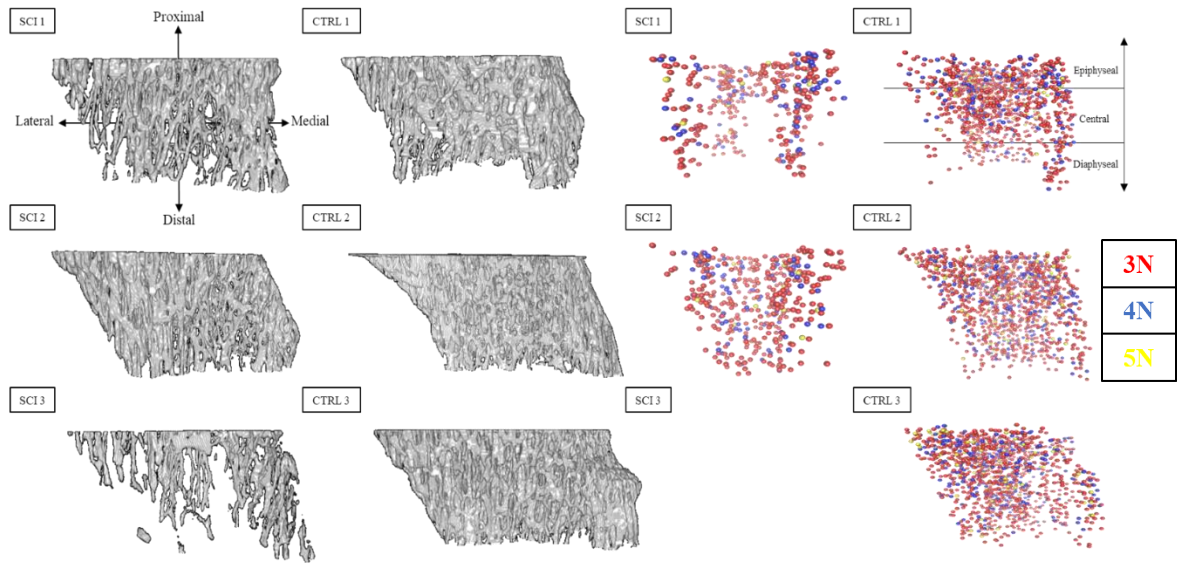 SCI 1
CTRL 1
SCI 1
CTRL 1
Proximal
Lateral
Medial
Distal
Epiphyseal
Central
Diaphyseal
SCI 2
CTRL 2
SCI 2
CTRL 2
3N
4N
5N
SCI 3
CTRL 3
SCI 3
CTRL 3